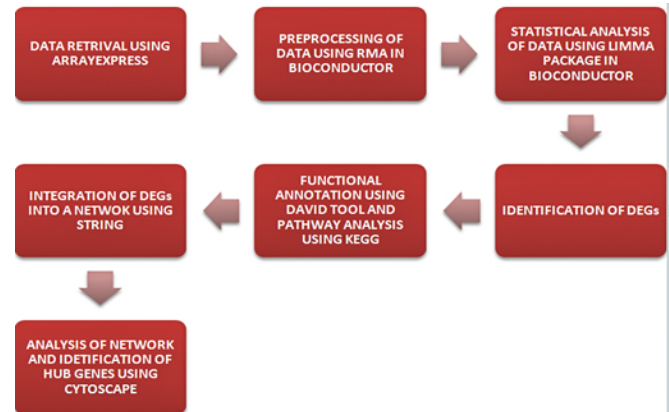 DATA RETRIVAL USING
ARRAYEXPRESS
PREPROCESSING OF
DATA USING RMA IN
BIOCONDUCTOR
STATISTICAL ANALYSIS
OF DATA USING LIMMA
PACKAGE IN
BIOCONDUCTOR
IDENTIFICATION OF DEGs
FUNCTIONAL
ANNOTATION USING
DAVID TOOL AND
PATHWAY ANALYSIS
USING KEGG
INTEGRATION OF DEGs
INTO A NETWOK USING
STRING
ANALYSIS OF NETWORK
AND IDETIFICATION OF
HUB GENES USING
CYTOSCAPE